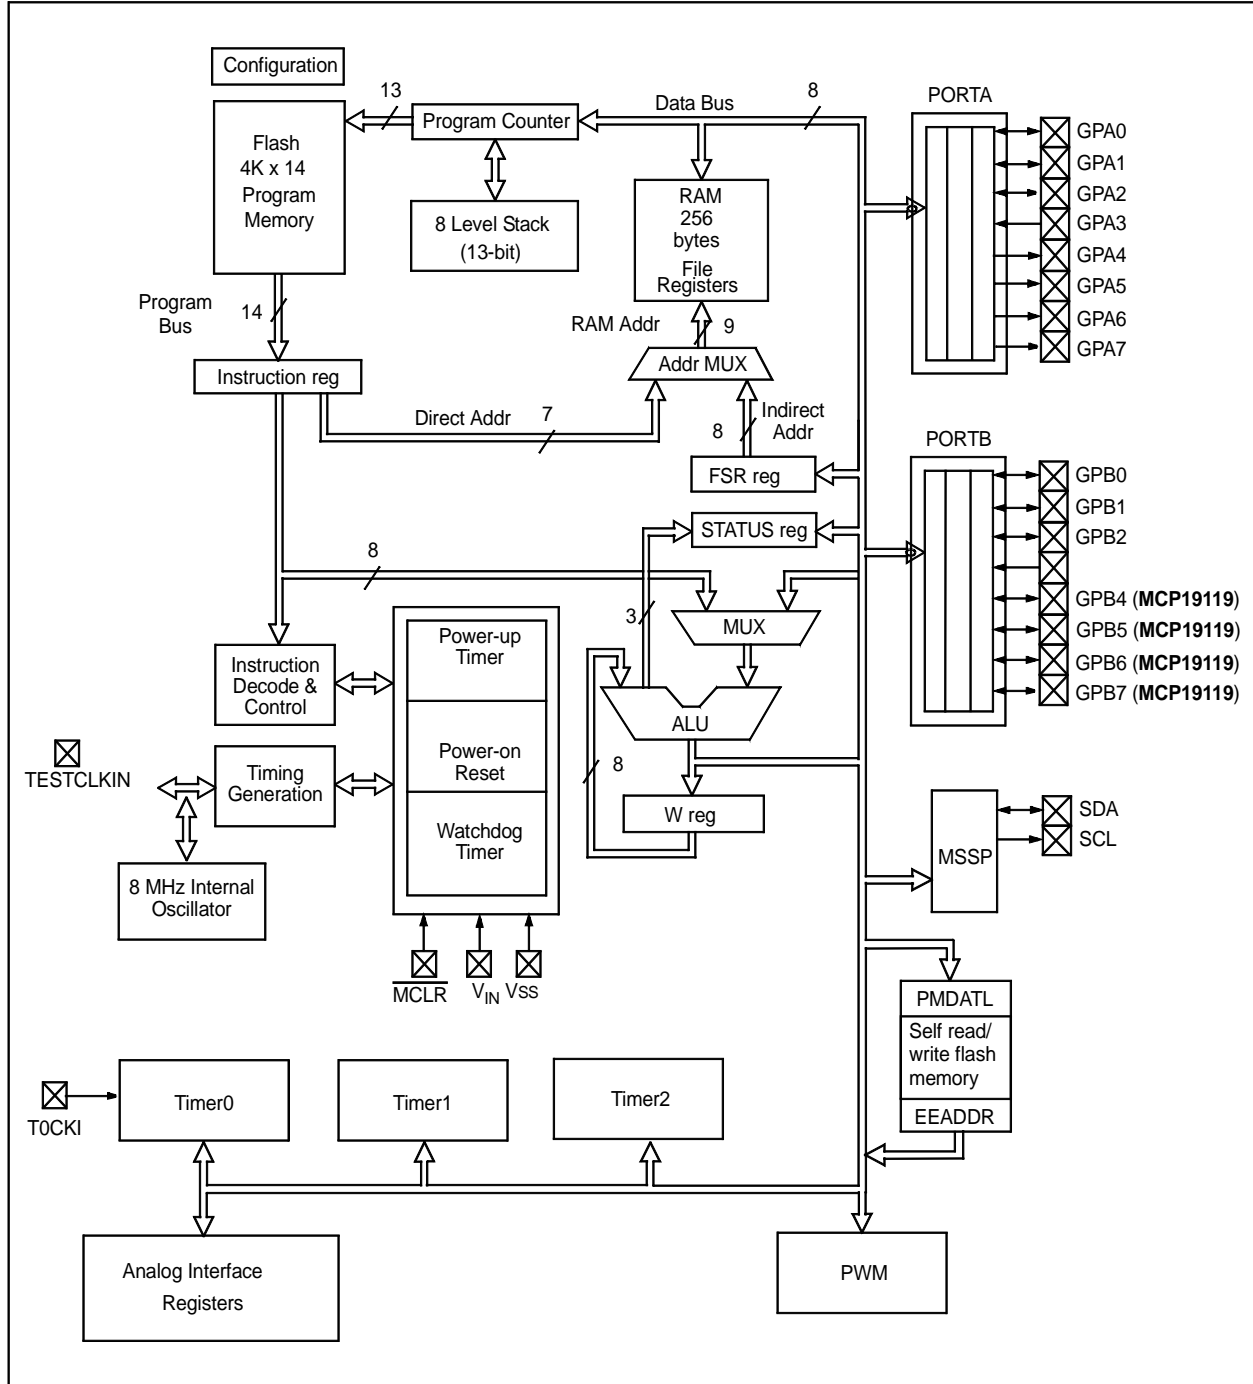 Configuration
13
Data Bus
8
PORTA
Flash
4K x 14
Program
Memory
Program Counter
8 Level Stack
(13-bit)
RAM
256
bytes
File
Registers
GPA0
GPA1
GPA2
GPA3
GPA4
GPA5
GPA6
GPA7
Program
Bus
14
RAM Addr
9
Addr MUX
Instruction reg
Direct Addr
7
8
Indirect
Addr
FSR reg
STATUS reg
PORTB
GPB0
GPB1
GPB2
GPB4 (MCP19119)
GPB5 (MCP19119)
GPB6 (MCP19119)
GPB7 (MCP19119)
8
3
MUX
ALU
8
W reg
Instruction
Decode &
Control
Power-up
Timer
Power-on
Reset
Watchdog
Timer
TESTCLKIN
Timing
Generation
8 MHz Internal
Oscillator
MCLR
VIN
VSS
MSSP
SDA
SCL
PMDATL
Self read/
write flash
memory
EEADDR
T0CKI
Timer0
Timer1
Timer2
Analog Interface
Registers
PWM